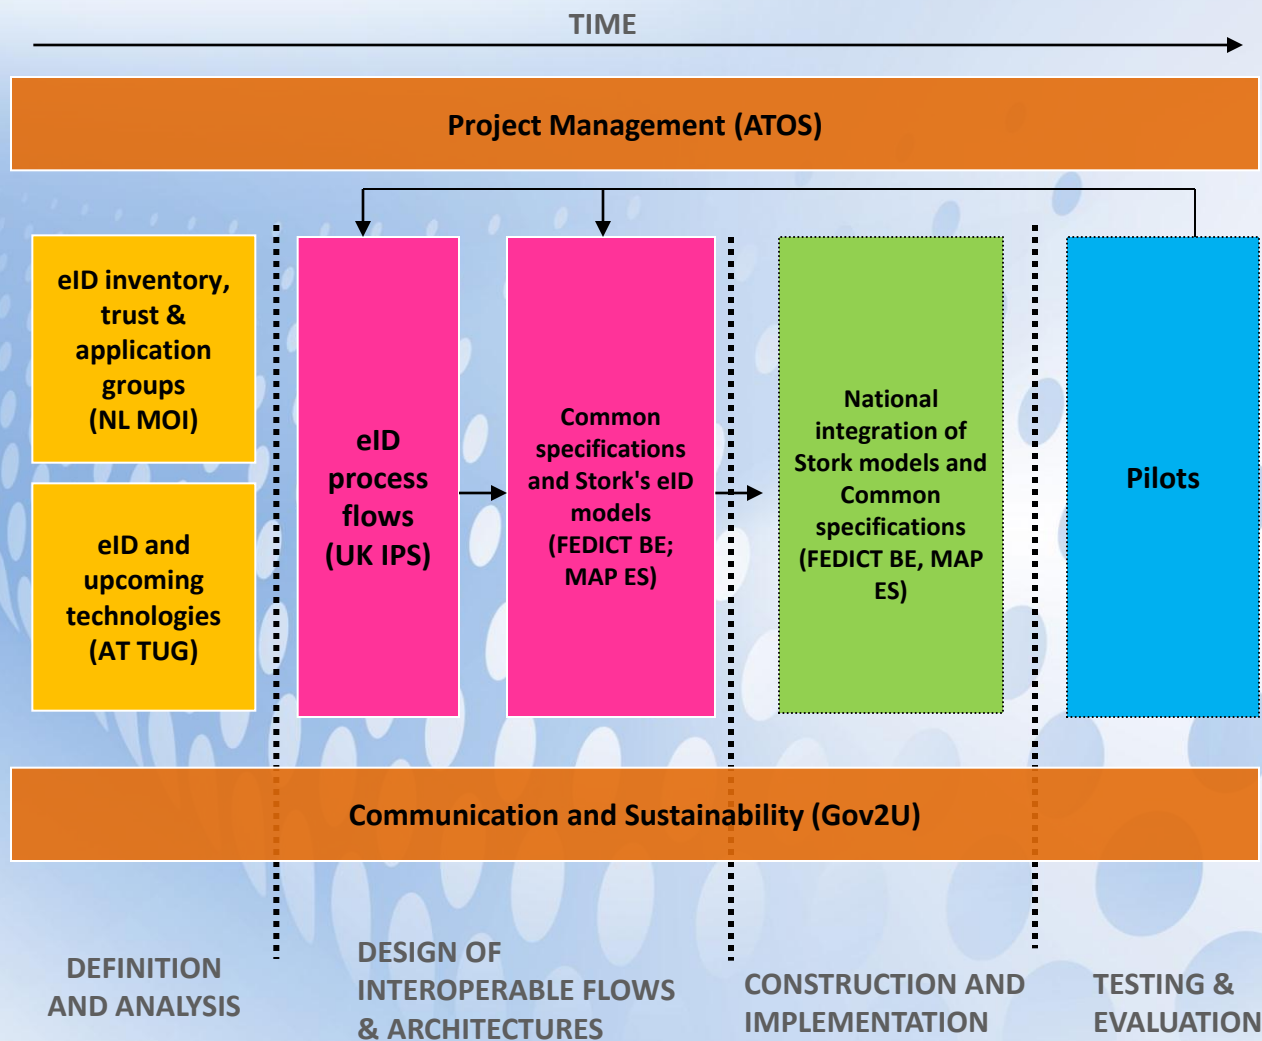 TIME
Project Management (ATOS)
eID inventory,
trust &
application
groups
(NL MOI)
eID and
upcoming
technologies
(AT TUG)
eID
process
flows
(UK IPS)
Common
specifications
and Stork's eID
models
(FEDICT BE;
MAP ES)
National
integration of
Stork models and
Common
specifications
(FEDICT BE, MAP
ES)
Pilots
Communication and Sustainability (Gov2U)
DEFINITION
AND ANALYSIS
DESIGN OF
INTEROPERABLE FLOWS
& ARCHITECTURES
CONSTRUCTION AND
IMPLEMENTATION
TESTING &
EVALUATION